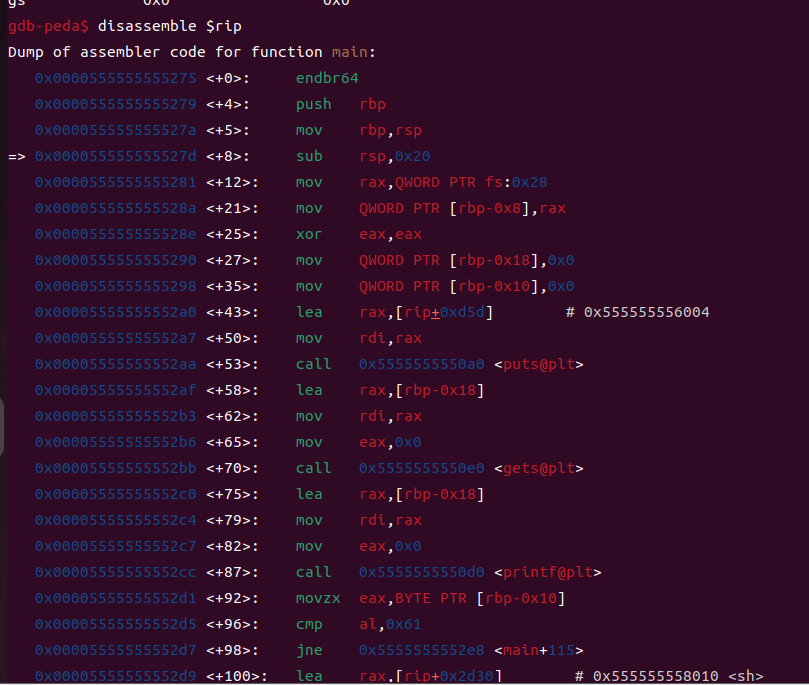 gs 0x0 0x0
gdb-peda$ disassemble $rip
Dump of assembler code for function main:
0x0000555555555275 <+0>: endbr64
0x0000555555555279 <+4>: push rbp
0x000055555555527a <+5>: mov rbp,rsp
=> 0x000055555555527d <+8>: sub rsp,0x20
0x0000555555555281 <+12>: mov rax,QWORD PTR fs:0x28
0x000055555555528a <+21>: mov QWORD PTR [rbp-0x8],rax
0x000055555555528e <+25>: xor eax,eax
0x0000555555555290 <+27>: mov QWORD PTR [rbp-0x18],0x0
0x0000555555555298 <+35>: mov QWORD PTR [rbp-0x10],0x0
0x00005555555552a0 <+43>: lea rax,[rip+0xd5d] # 0x555555556004
0x00005555555552a7 <+50>: mov rdi,rax
0x00005555555552aa <+53>: call 0x5555555550a0 <puts@plt>
0x00005555555552af <+58>: lea rax,[rbp-0x18]
0x00005555555552b3 <+62>: mov rdi,rax
0x00005555555552b6 <+65>: mov eax,0x0
0x00005555555552bb <+70>: call 0x5555555550e0 <gets@plt>
0x00005555555552c0 <+75>: lea rax,[rbp-0x18]
0x00005555555552c4 <+79>: mov rdi,rax
0x00005555555552c7 <+82>: mov eax,0x0
0x00005555555552cc <+87>: call 0x5555555550d0 <printf@plt>
0x00005555555552d1 <+92>: movzx eax,BYTE PTR [rbp-0x10]
0x00005555555552d5 <+96>: cmp al,0x61
0x00005555555552d7 <+98>: jne 0x5555555552e8 <main+115>
0x00005555555552d9 <+100>: lea rax,[rip+0x2d30] # 0x555555558010 <sh>